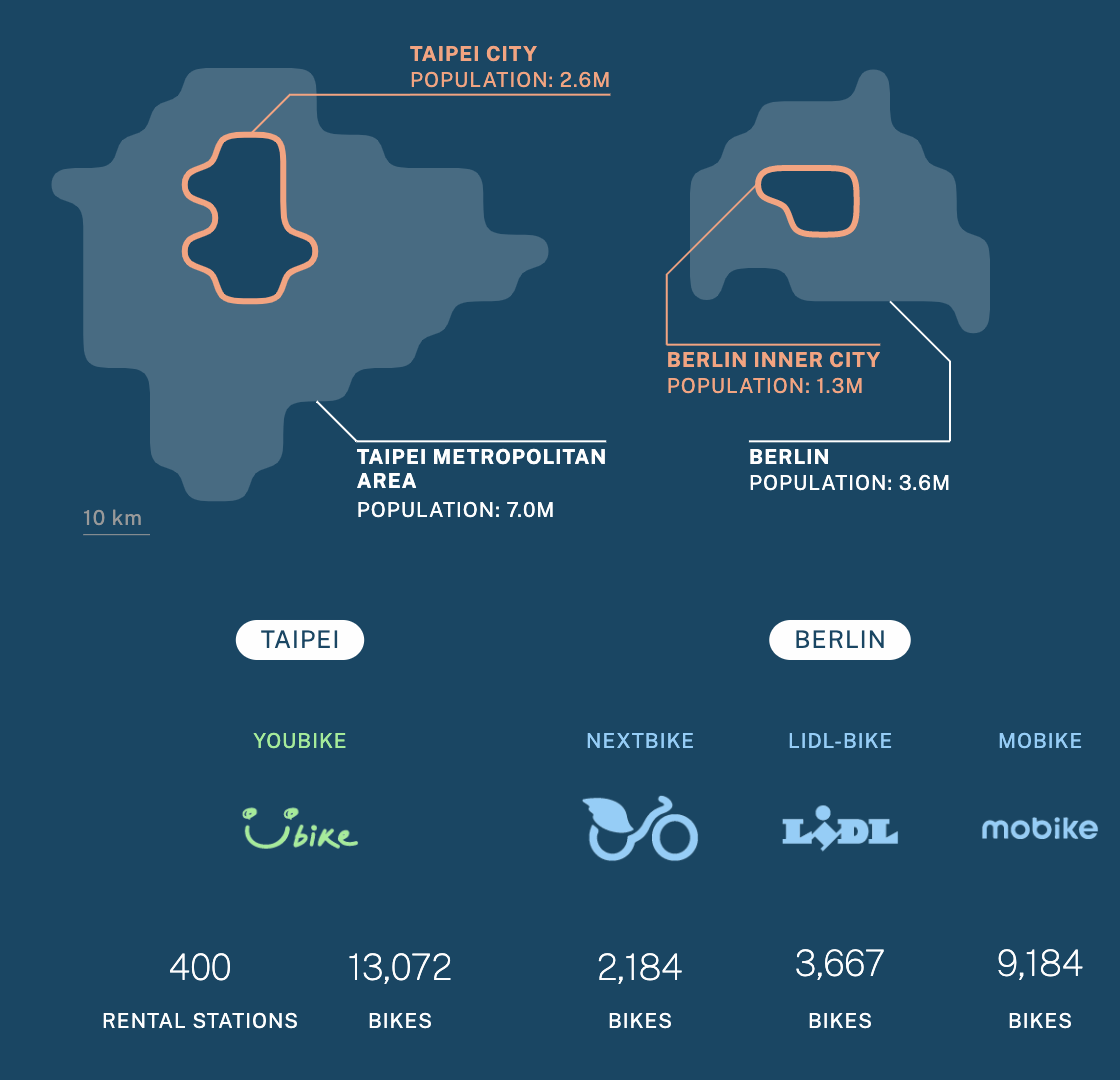 TAIPEI CITY
POPULATION: 2.6M
BERLIN INNER CITY
POPULATION: 1.3M
TAIPEI METROPOLITAN
AREA
POPULATION: 7.0M
BERLIN
POPULATION: 3.6M
10 km
TAIPEI
BERLIN
YOUBIKE
NEXTBIKE
LIDL-BIKE
MOBIKE
Ubike
LiDL
mobike
400
13,072
2,184
3,667
9,184
RENTAL STATIONS
BIKES
BIKES
BIKES
BIKES